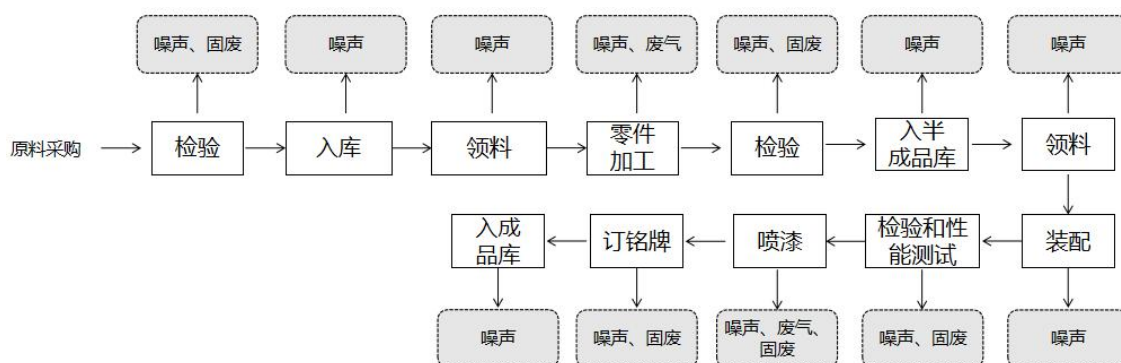 噪声、固废
噪声
噪声
噪声、废气
噪声、固废
噪声
噪声
原料采购
检验
入库
领料
零件
加工
检验
入半
成品库
领料
入成
品库
订铭牌
喷漆
检验和性
能测试
装配
噪声
噪声、固废
噪声、废气、
固废
噪声、固废
噪声